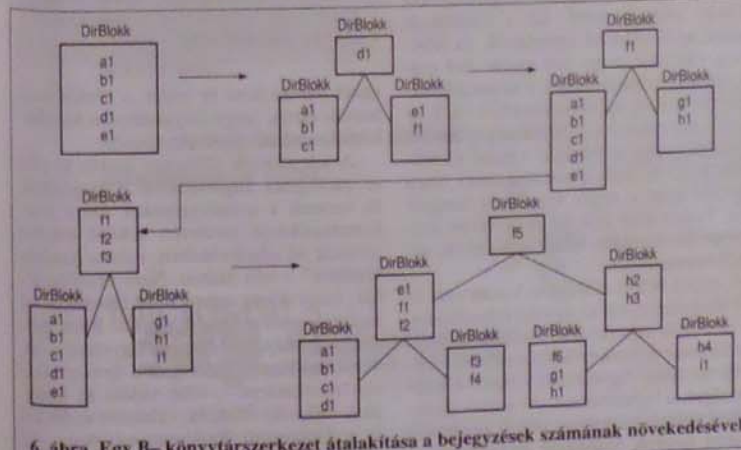 DirBlokk
a1
b1
c1
d1
e1
DirBlokk
d1
DirBlokk
a1
b1
c1
DirBlokk
e1
f1
DirBlokk
f1
DirBlokk
a1
b1
c1
d1
e1
DirBlokk
g1
h1
DirBlokk
f1
f2
f3
DirBlokk
a1
b1
c1
d1
e1
DirBlokk
g1
h1
i1
DirBlokk
f5
DirBlokk
e1
f1
f2
DirBlokk
a1
b1
c1
d1
DirBlokk
f3
f4
DirBlokk
h2
h3
DirBlokk
f6
g1
h1
DirBlokk
h4
i1
6. ábra. Egy B– könyvtárszerkezet átalakítása a bejegyzések számának növekedésével